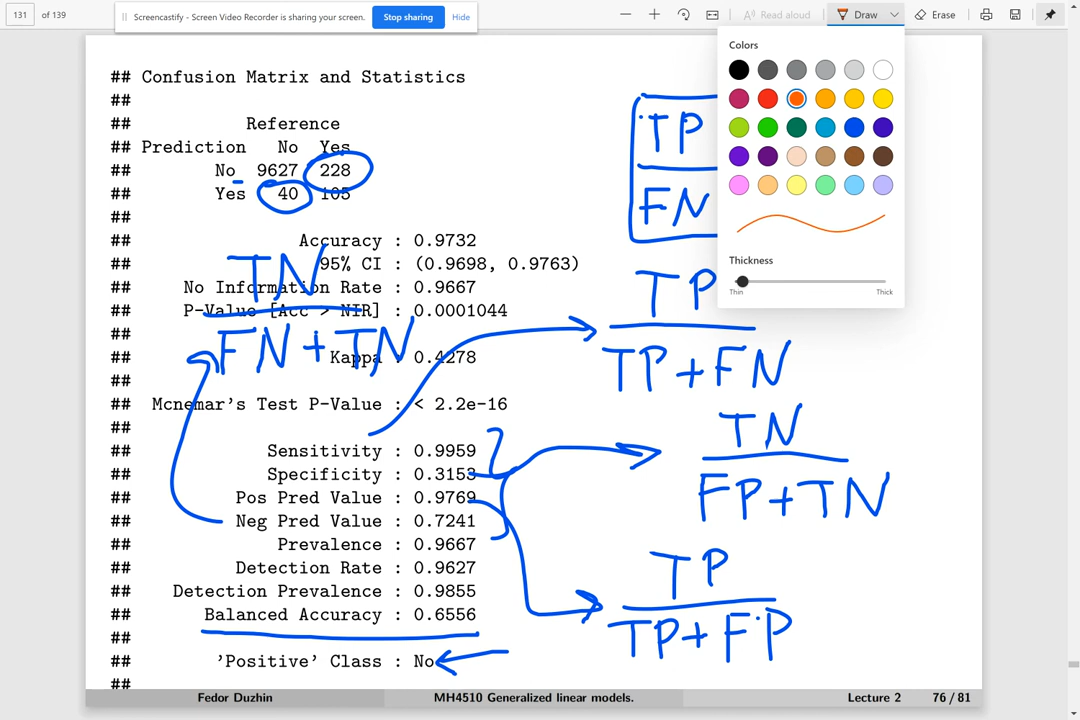 131 of 139
Screencastify - Screen Video Recorder is sharing your screen. Stop sharing Hide
Read aloud Draw Erase
Colors
Thickness
Thin Thick
## Confusion Matrix and Statistics
##
## Reference
## Prediction No Yes
## No 9627 228
## Yes 40 105
##
## Accuracy : 0.9732
## 95% CI : (0.9698, 0.9763)
## No Information Rate : 0.9667
## P-Value [Acc > NIR] : 0.0001044
##
## Kappa : 0.4278
##
## Mcnemar's Test P-Value : < 2.2e-16
##
## Sensitivity : 0.9959
## Specificity : 0.3153
## Pos Pred Value : 0.9769
## Neg Pred Value : 0.7241
## Prevalence : 0.9667
## Detection Rate : 0.9627
## Detection Prevalence : 0.9855
## Balanced Accuracy : 0.6556
##
## 'Positive' Class : No
##
TP
FN
TP
TP+FN
TN
FN+TN
TN
FP+TN
TP
TP+FP
Fedor Duzhin MH4510 Generalized linear models. Lecture 2 76 / 81